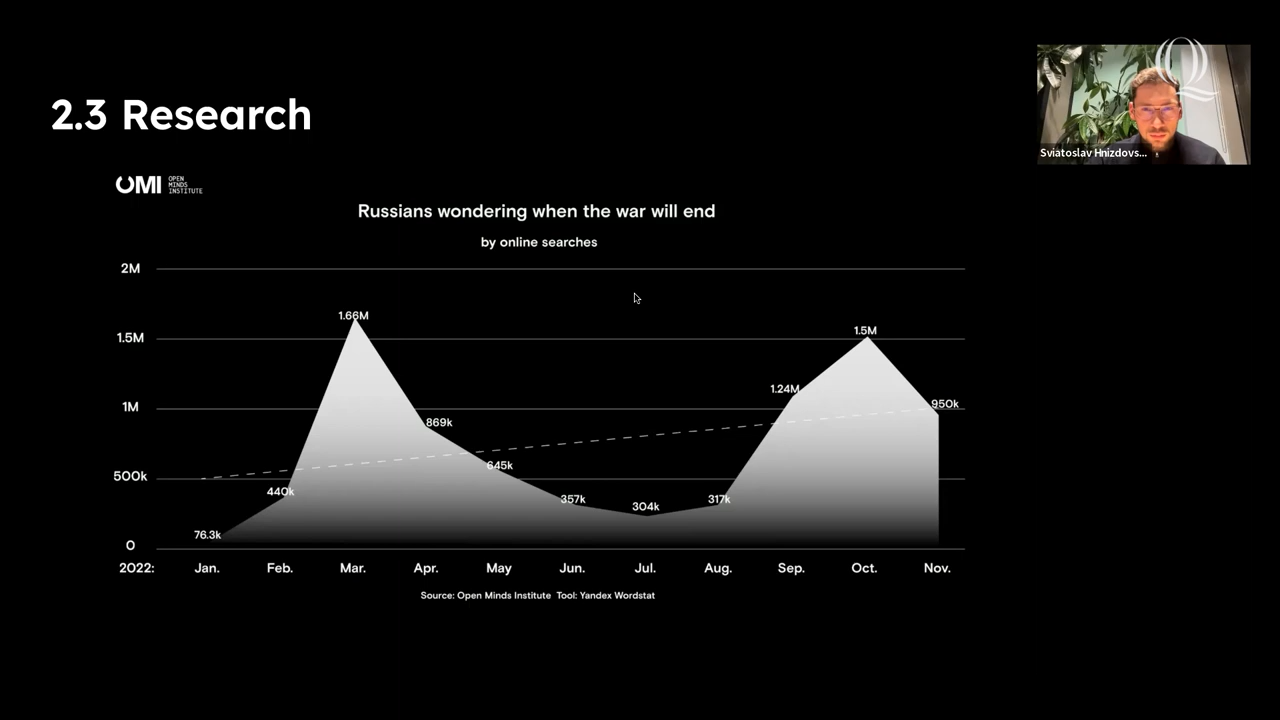 2.3 Research
OMI OPEN MINDS INSTITUTE
Russians wondering when the war will end
by online searches
2M
1.5M
1M
500k
0
76.3k
440k
1.66M
869k
645k
357k
304k
317k
1.24M
1.5M
950k
2022: Jan. Feb. Mar. Apr. May Jun. Jul. Aug. Sep. Oct. Nov.
Source: Open Minds Institute Tool: Yandex Wordstat
Q
Sviatoslav Hnizdovs...